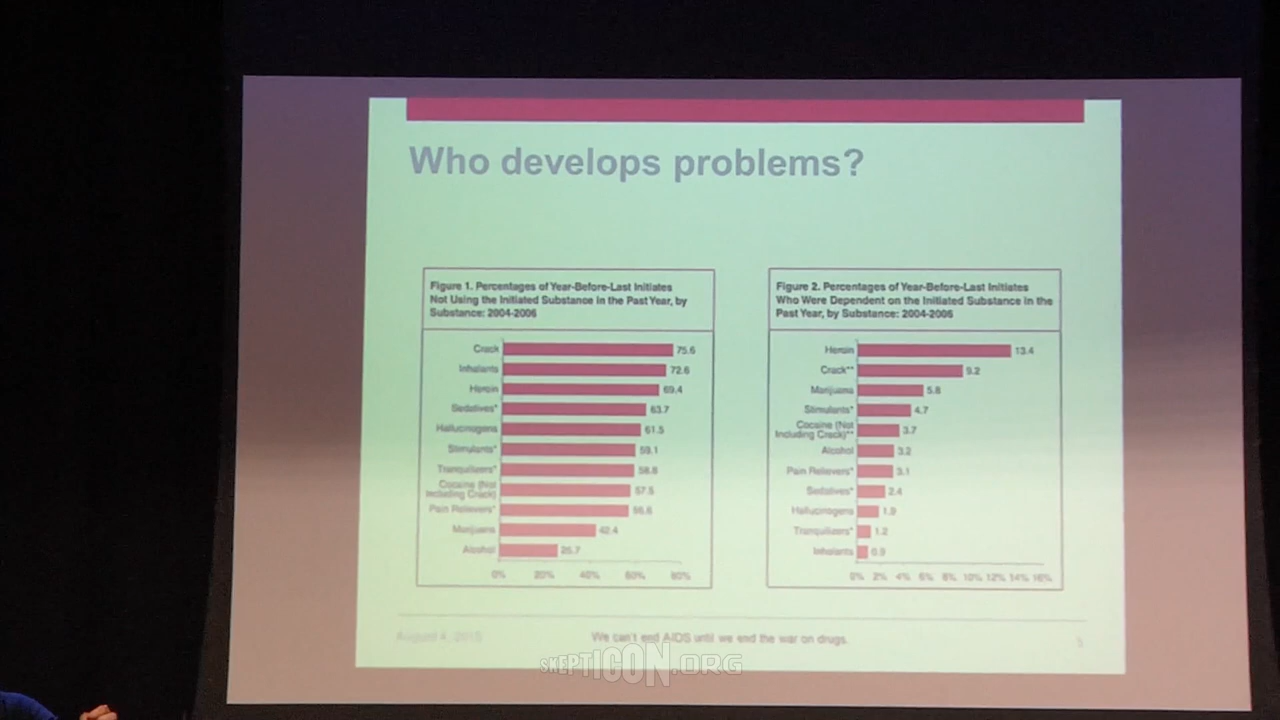 Who develops problems?
Figure 1. Percentages of Year-Before-Last Initiates
Not Using the Initiated Substance in the Past Year, by
Substance: 2004-2006
Crack 75.6
Inhalants 72.6
Heroin 69.4
Sedatives* 63.7
Hallucinogens 61.5
Stimulants* 59.1
Tranquilizers* 58.8
Cocaine (Not
Including Crack) 57.5
Pain Relievers* 56.6
Marijuana 42.4
Alcohol 25.7
0% 20% 40% 60% 80%
Figure 2. Percentages of Year-Before-Last Initiates
Who Were Dependent on the Initiated Substance in the
Past Year, by Substance: 2004-2006
Heroin 13.4
Crack** 9.2
Marijuana 5.8
Stimulants* 4.7
Cocaine (Not
Including Crack)** 3.7
Alcohol 3.2
Pain Relievers* 3.1
Sedatives* 2.4
Hallucinogens 1.9
Tranquilizers* 1.2
Inhalants 0.9
0% 2% 4% 6% 8% 10% 12% 14% 16%
August 4, 2015
We can't end AIDS until we end the war on drugs.
SKEPTICON.ORG